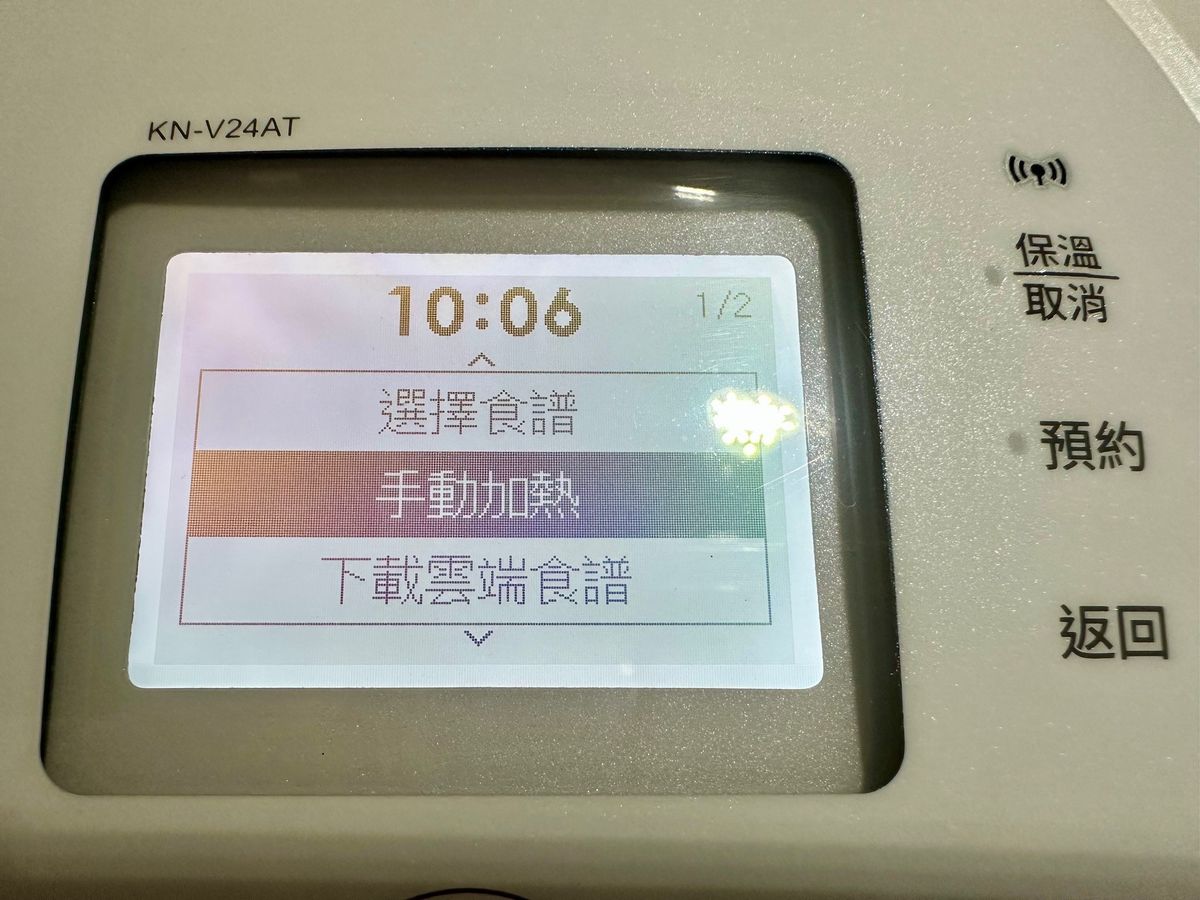 KN-V24AT
10:06 1/2
選擇食譜
手動加熱
下載雲端食譜
保溫
取消
預約
返回